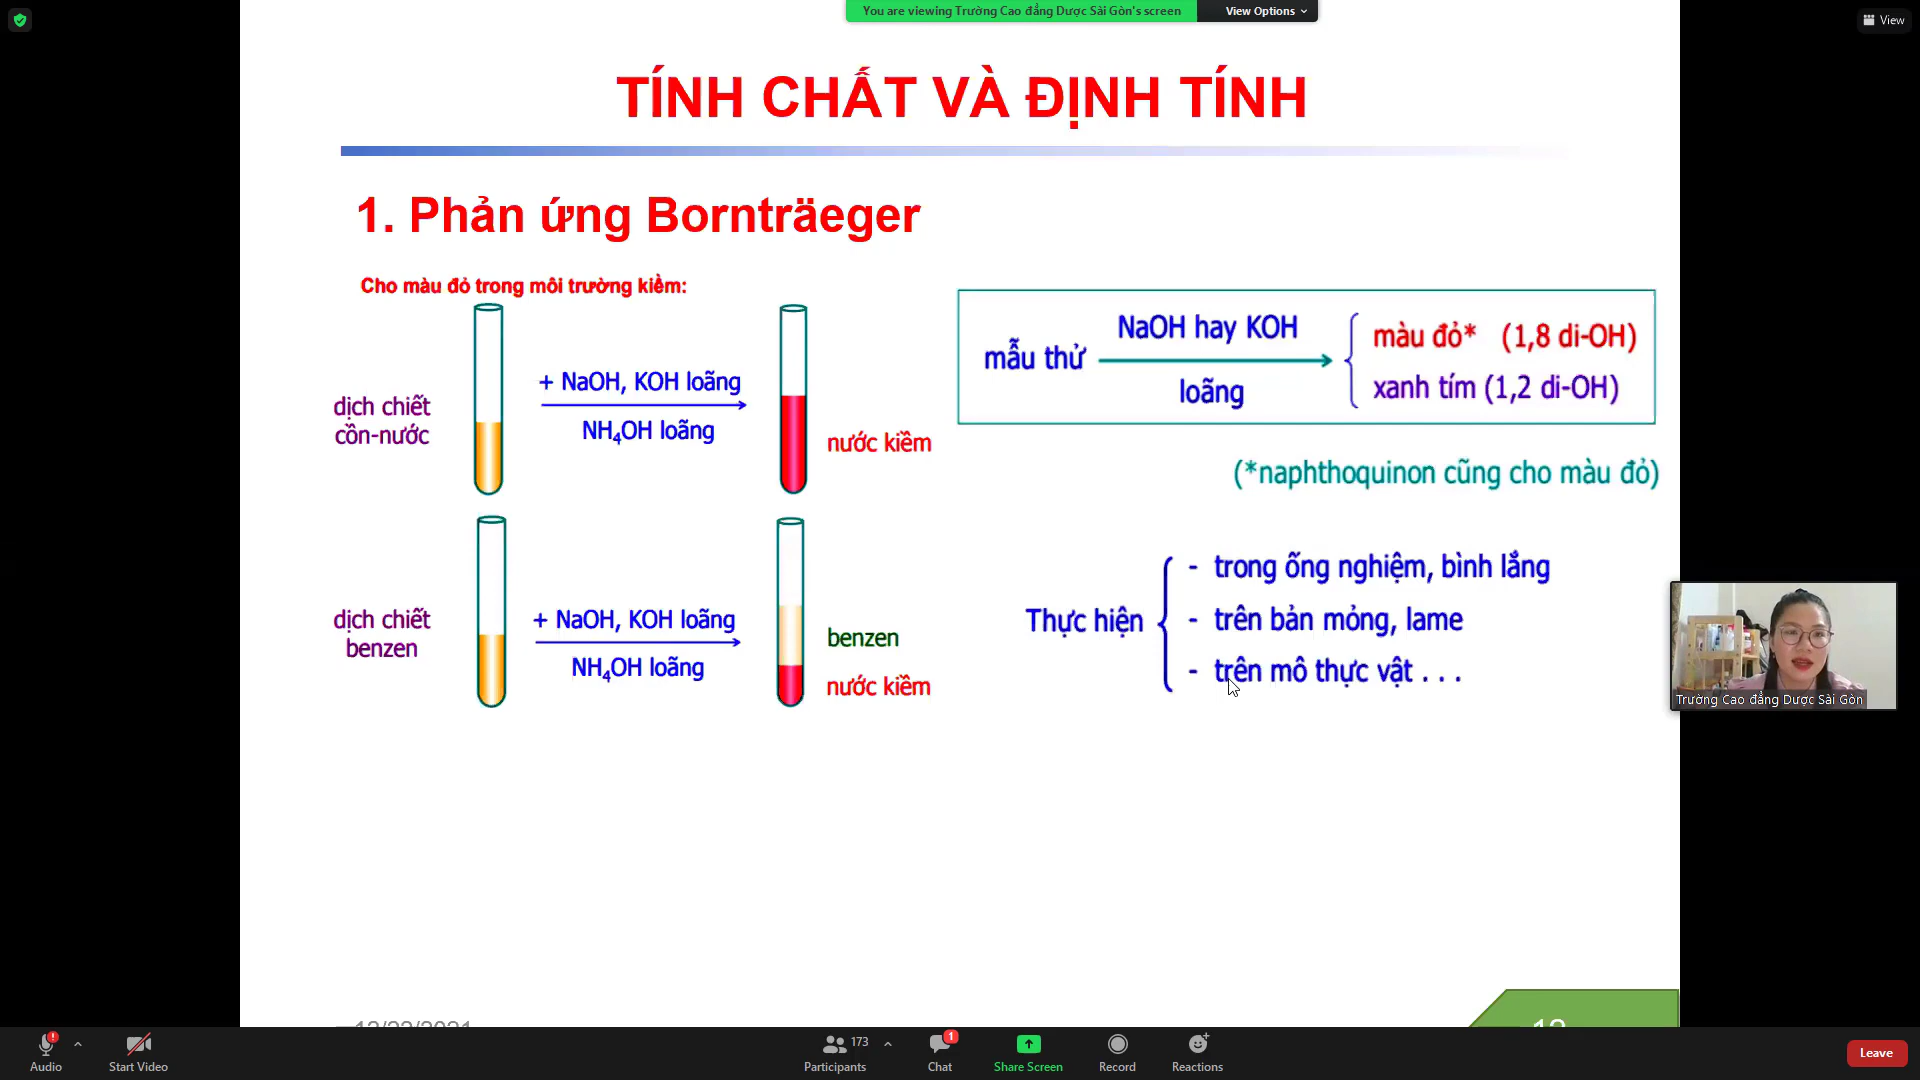 You are viewing Trường Cao đẳng Dược Sài Gòn's screen
View Options
View
TÍNH CHẤT VÀ ĐỊNH TÍNH
1. Phản ứng Bornträeger
Cho màu đỏ trong môi trường kiềm:
dịch chiết
cồn-nước
+ NaOH, KOH loãng
NH4OH loãng
nước kiềm
mẫu thử
NaOH hay KOH
loãng
màu đỏ* (1,8 di-OH)
xanh tím (1,2 di-OH)
(*naphthoquinon cũng cho màu đỏ)
dịch chiết
benzen
+ NaOH, KOH loãng
NH4OH loãng
benzen
nước kiềm
Thực hiện
- trong ống nghiệm, bình lắng
- trên bản mỏng, lame
- trên mô thực vật . . .
Trường Cao đẳng Dược Sài Gòn
Audio
Start Video
Participants
173
Chat
1
Share Screen
Record
Reactions
Leave